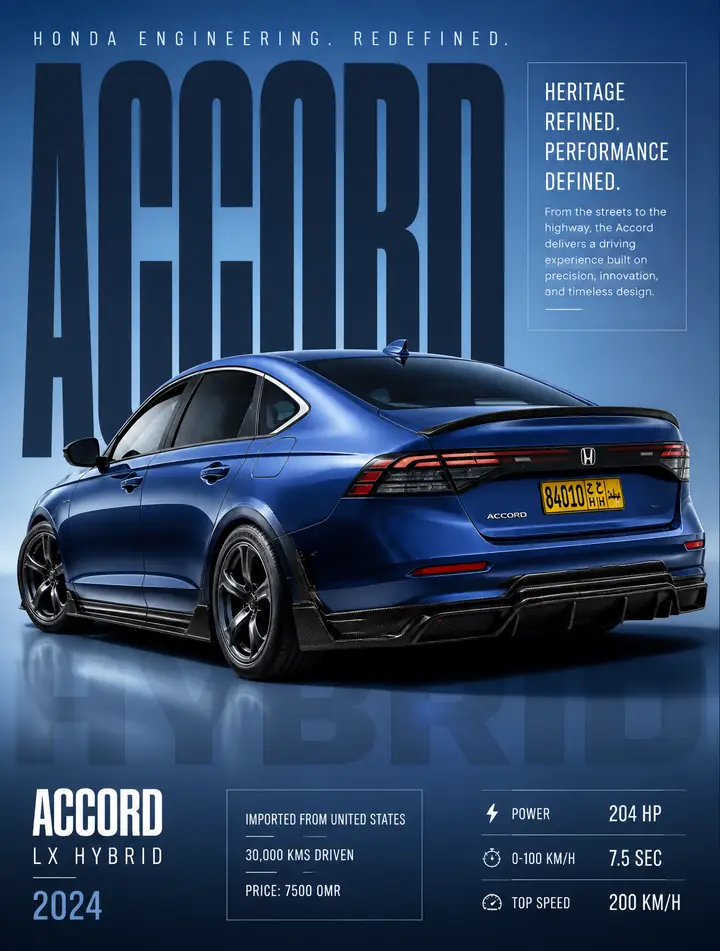 HONDA ENGINEERING. REDEFINED.
ACCORD
HERITAGE
REFINED.
PERFORMANCE
DEFINED.
From the streets to the
highway, the Accord
delivers a driving
experience built on
precision, innovation,
and timeless design.
ACCORD
84010
HH
HYBRID
ACCORD
LX HYBRID
2024
IMPORTED FROM UNITED STATES
30,000 KMS DRIVEN
PRICE: 7500 OMR
POWER 204 HP
0-100 KM/H 7.5 SEC
TOP SPEED 200 KM/H